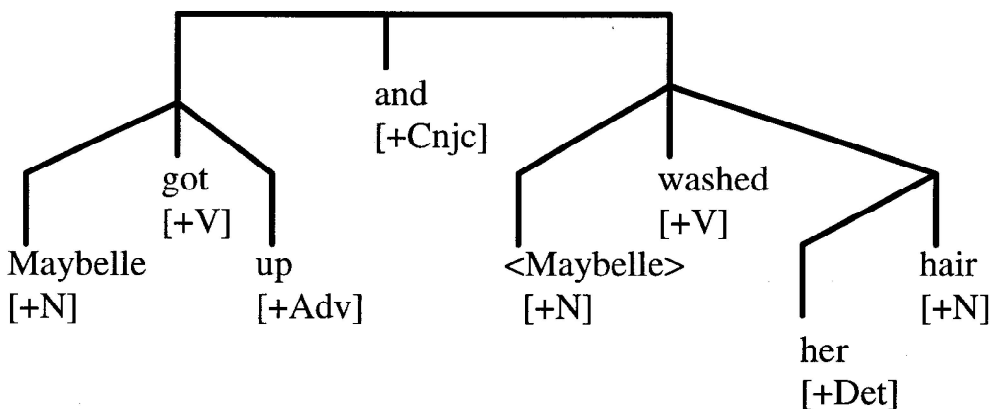 and
[+Cnjc]
got
[+V]
washed
[+V]
Maybelle
[+N]
up
[+Adv]
<Maybelle>
[+N]
hair
[+N]
her
[+Det]